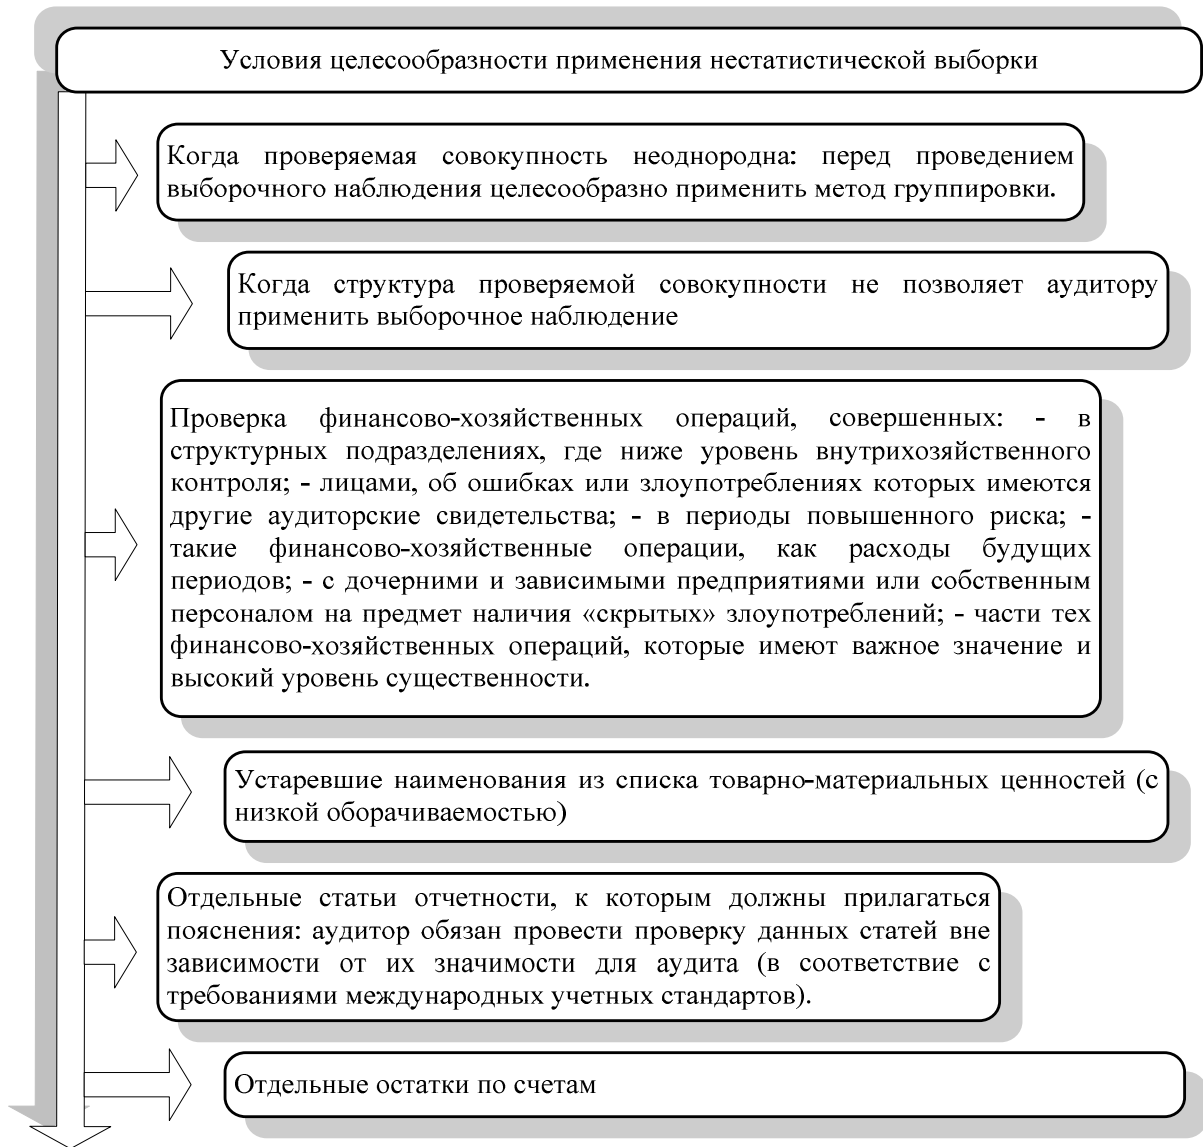 Условия целесообразности применения нестатистической выборки
Когда проверяемая совокупность неоднородна: перед проведением
выборочного наблюдения целесообразно применить метод группировки.
Когда структура проверяемой совокупности не позволяет аудитору
применить выборочное наблюдение
Проверка финансово-хозяйственных операций, совершенных: - в
структурных подразделениях, где ниже уровень внутрихозяйственного
контроля; - лицами, об ошибках или злоупотреблениях которых имеются
другие аудиторские свидетельства; - в периоды повышенного риска; -
такие финансово-хозяйственные операции, как расходы будущих
периодов; - с дочерними и зависимыми предприятиями или собственным
персоналом на предмет наличия «скрытых» злоупотреблений; - части тех
финансово-хозяйственных операций, которые имеют важное значение и
высокий уровень существенности.
Устаревшие наименования из списка товарно-материальных ценностей (с
низкой оборачиваемостью)
Отдельные статьи отчетности, к которым должны прилагаться
пояснения: аудитор обязан провести проверку данных статей вне
зависимости от их значимости для аудита (в соответствие с
требованиями международных учетных стандартов).
Отдельные остатки по счетам